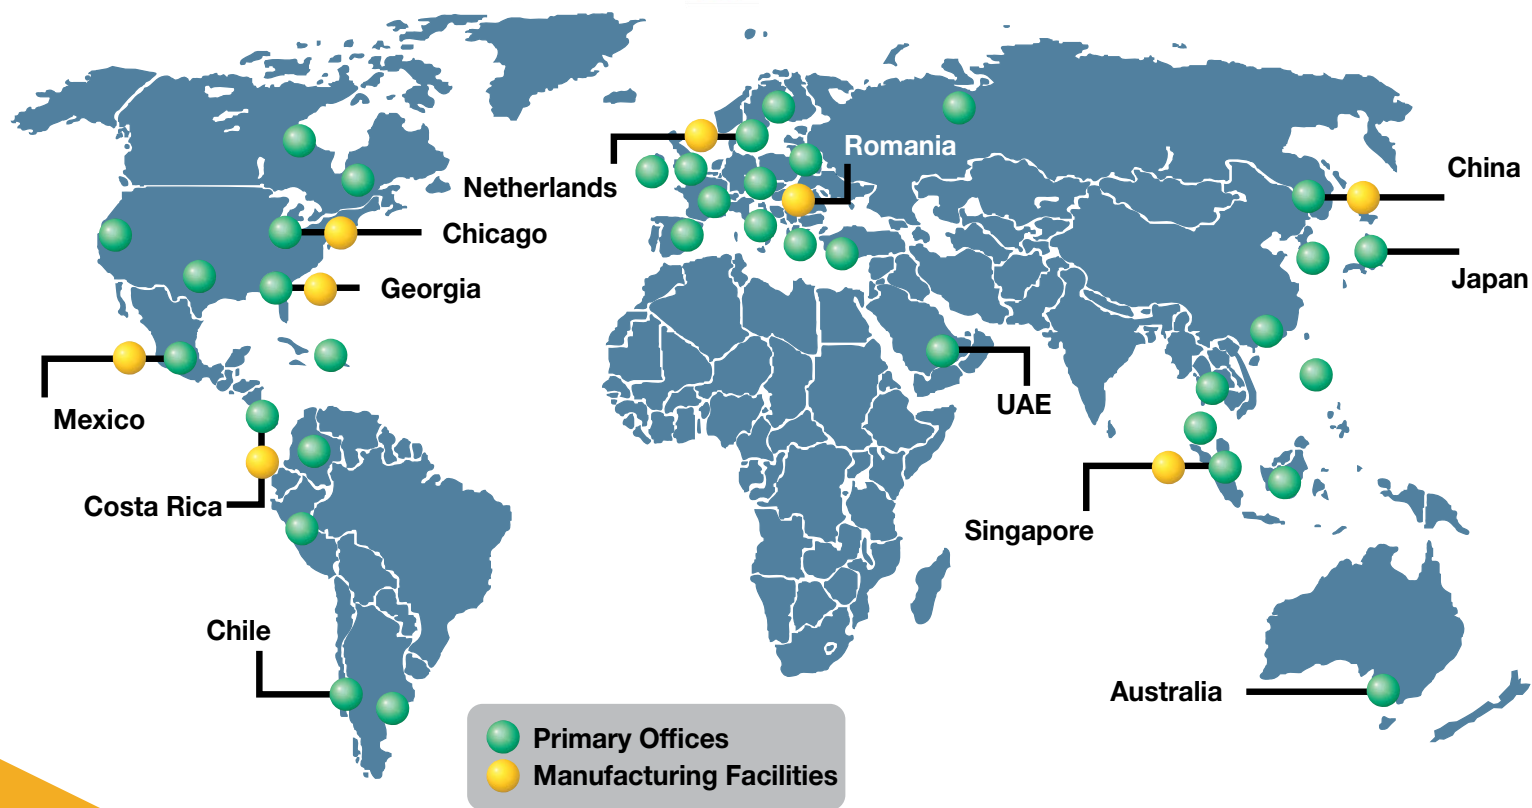 Romania
China
Netherlands
Chicago
Japan
Georgia
UAE
Mexico
Costa Rica
Singapore
Chile
Australia
Primary Offices
Manufacturing Facilities